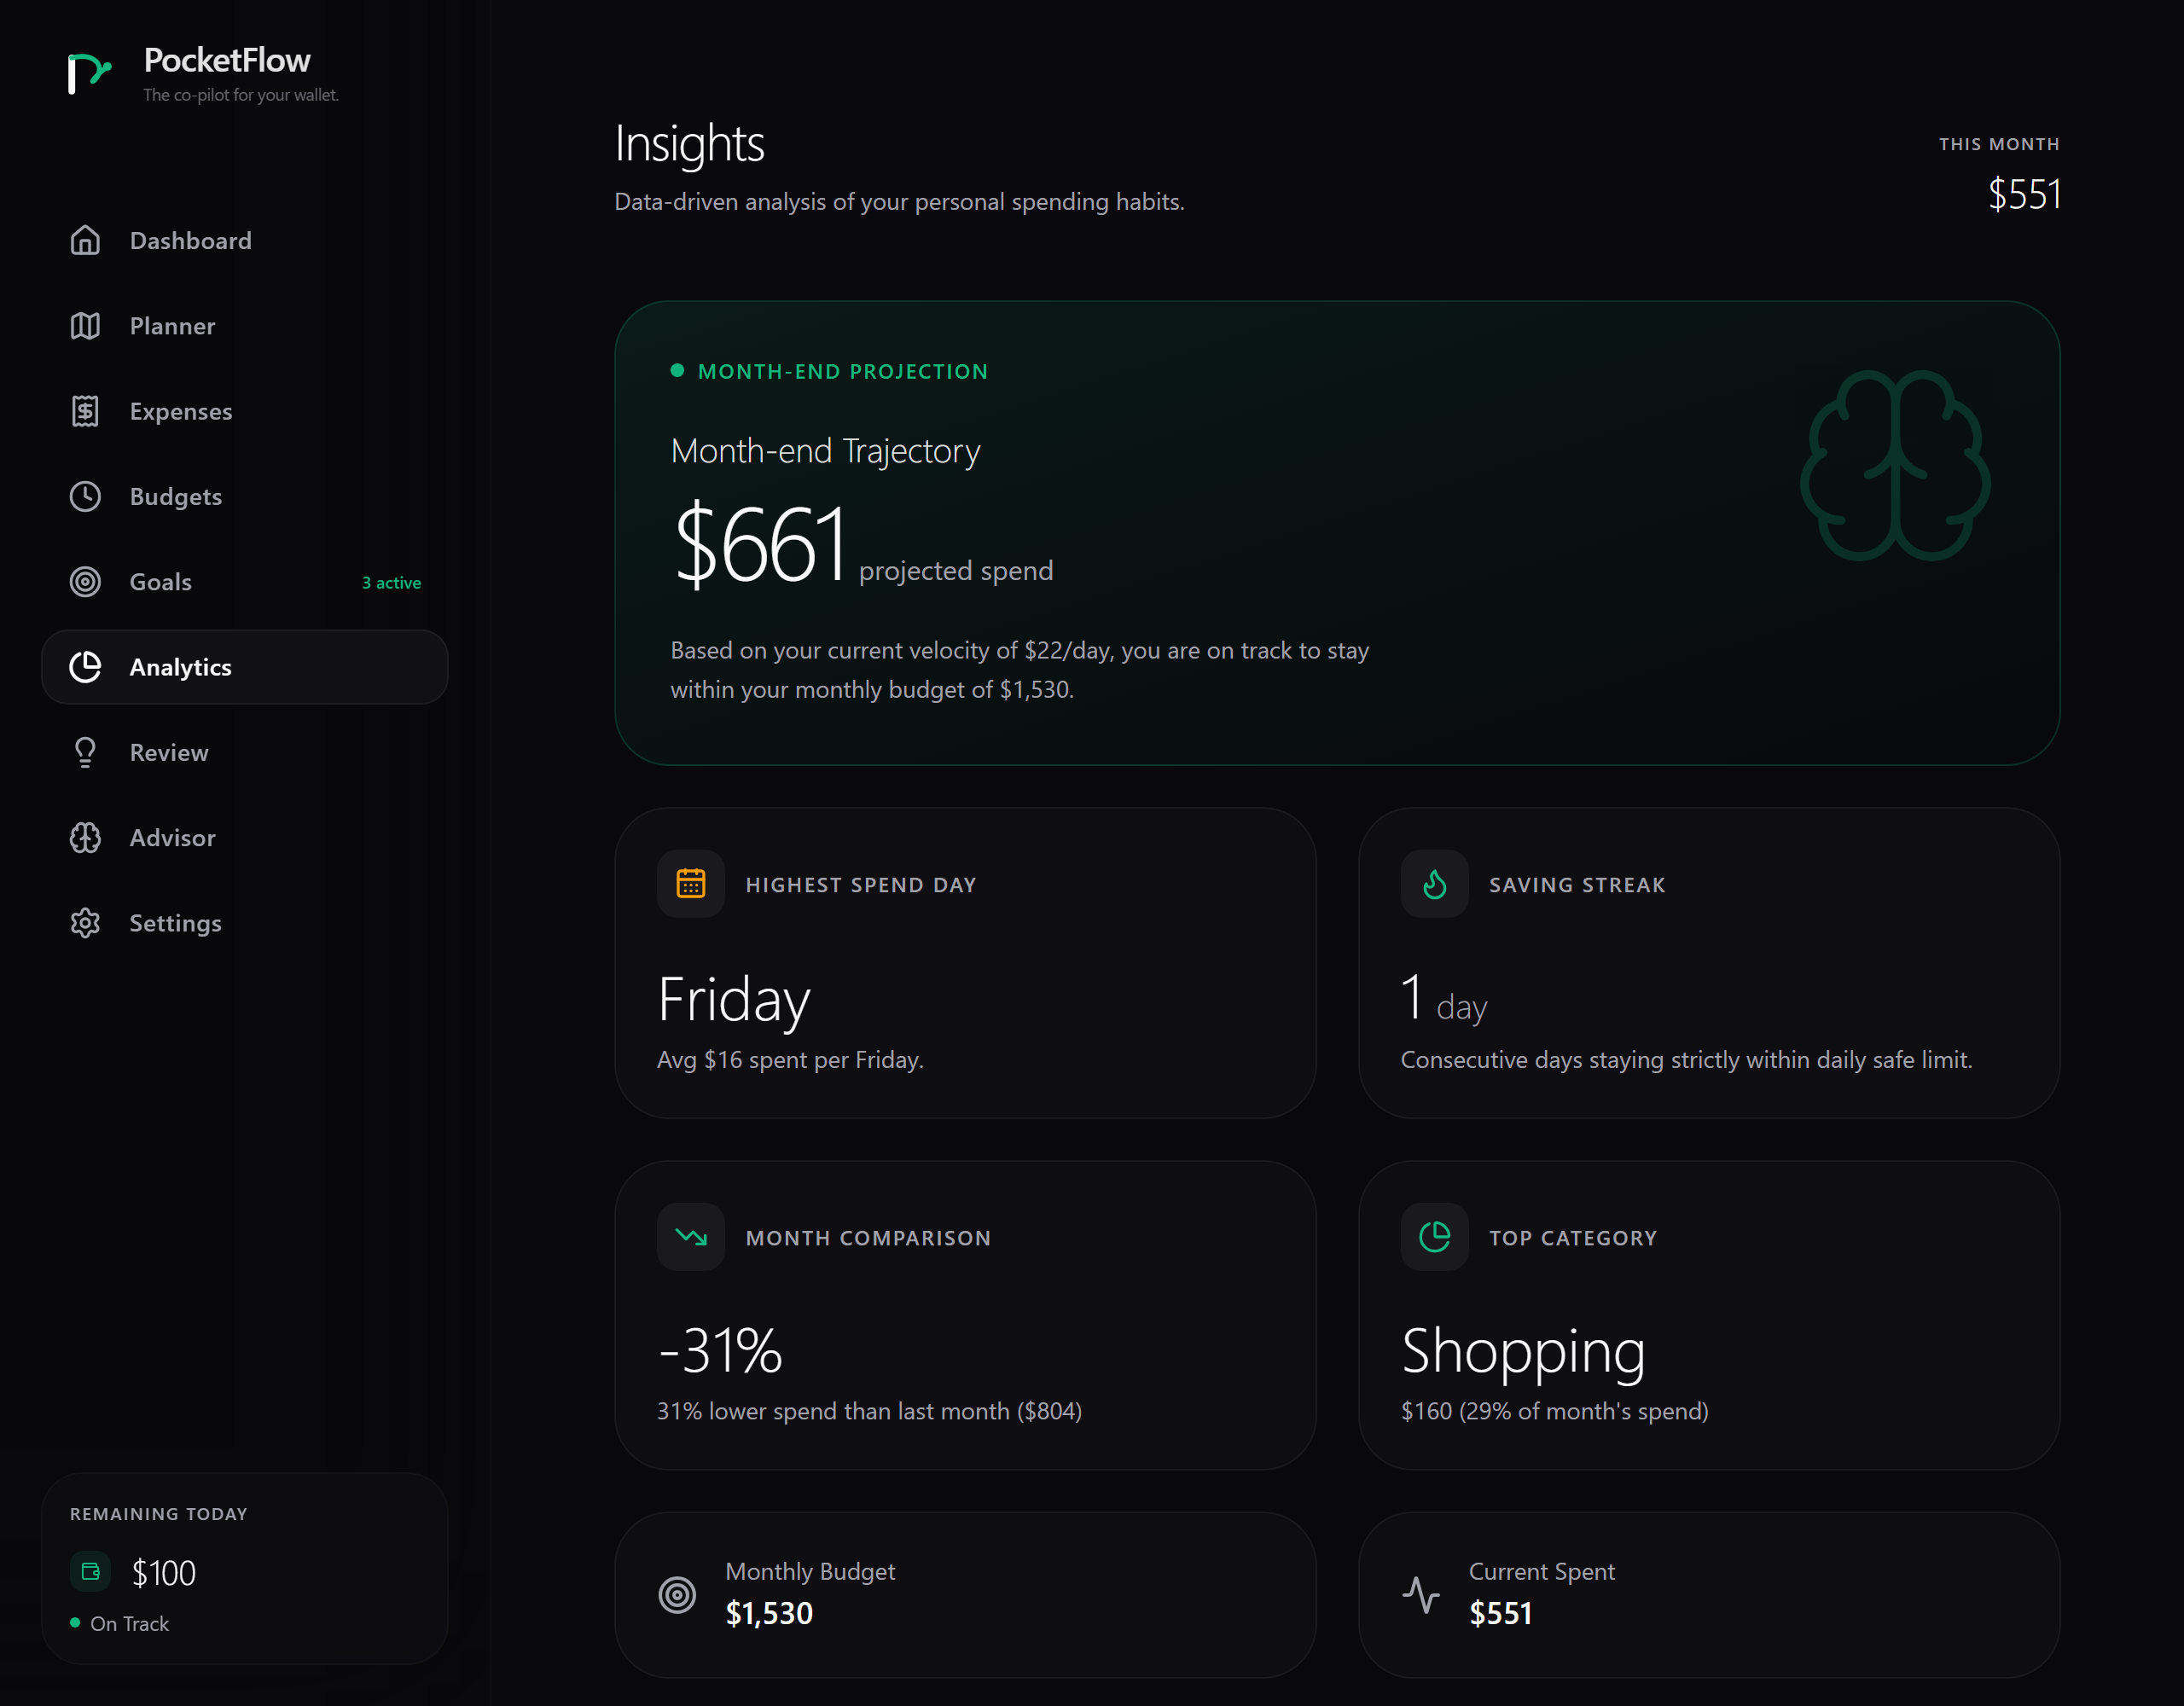 PocketFlow
The co-pilot for your wallet.
Dashboard
Planner
Expenses
Budgets
Goals 3 active
Analytics
Review
Advisor
Settings
REMAINING TODAY
$100
On Track
Insights
Data-driven analysis of your personal spending habits.
THIS MONTH
$551
MONTH-END PROJECTION
Month-end Trajectory
$661 projected spend
Based on your current velocity of $22/day, you are on track to stay
within your monthly budget of $1,530.
HIGHEST SPEND DAY
Friday
Avg $16 spent per Friday.
SAVING STREAK
1 day
Consecutive days staying strictly within daily safe limit.
MONTH COMPARISON
-31%
31% lower spend than last month ($804)
TOP CATEGORY
Shopping
$160 (29% of month's spend)
Monthly Budget
$1,530
Current Spent
$551